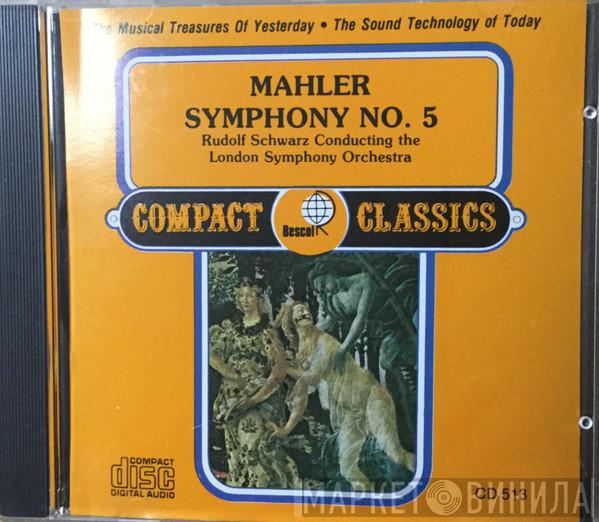 The Musical Treasures Of Yesterday • The Sound Technology of Today
MAHLER
SYMPHONY NO. 5
Rudolf Schwarz Conducting the
London Symphony Orchestra
COMPACT Bescol CLASSICS
COMPACT
disc
DIGITAL AUDIO
CD 513
МАРКЕТ ВИНИЛА